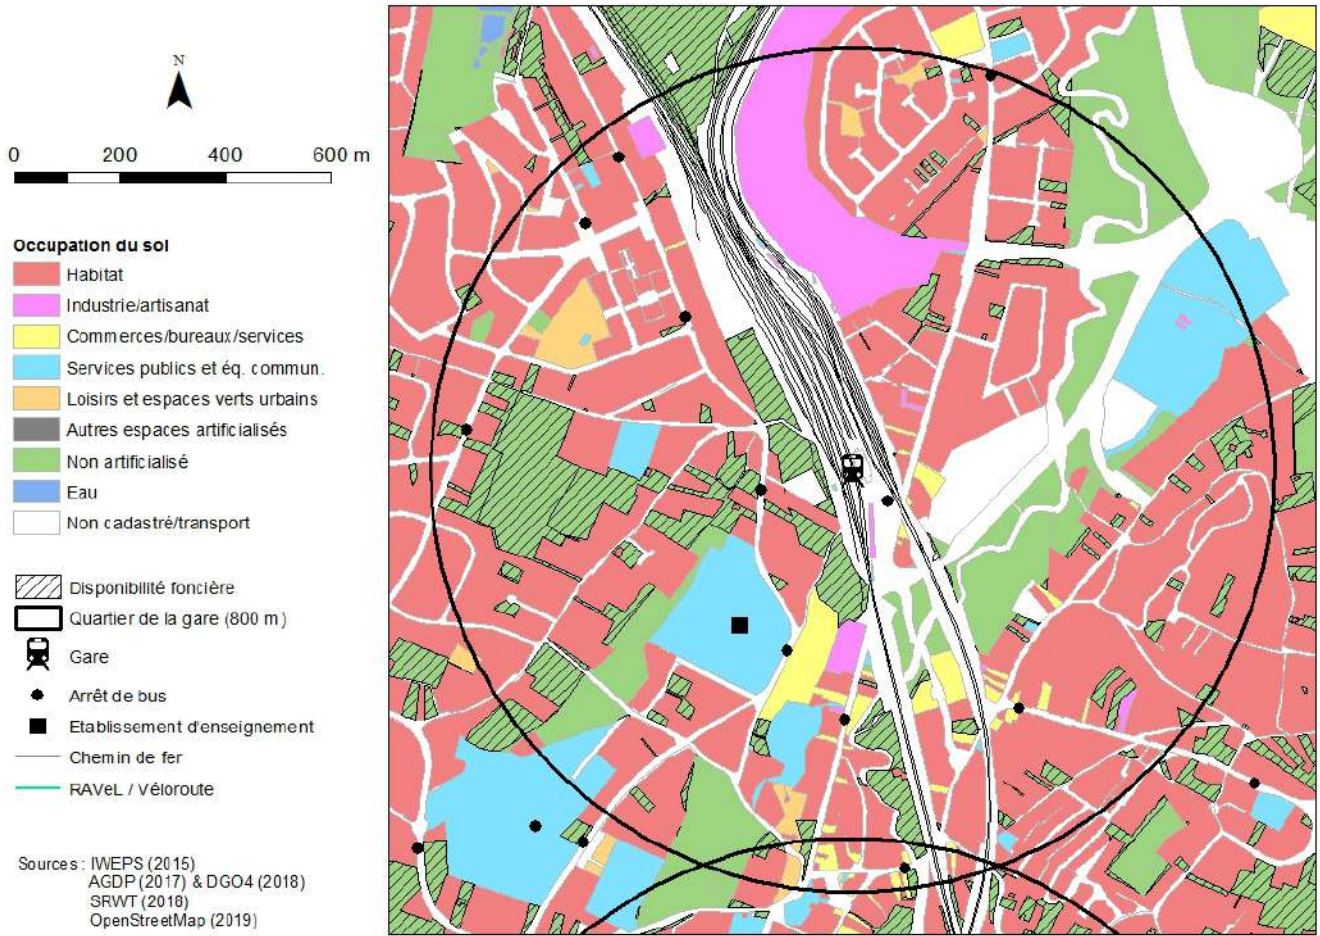 N
0 200 400 600 m
Occupation du sol
Habitat
Industrie/artisanat
Commerces/bureaux/services
Services publics et éq. commun.
Loisirs et espaces verts urbains
Autres espaces artificialisés
Non artificialisé
Eau
Non cadastré/transport
Disponibilité foncière
Quartier de la gare (800 m)
Gare
Arrêt de bus
Etablissement d'enseignement
Chemin de fer
RAVeL / Véloroute
Sources : IWEPS (2015)
AGDP (2017) & DGO4 (2018)
SRWT (2018)
OpenStreetMap (2019)